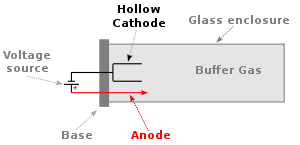 Hollow
Cathode
Glass enclosure
Voltage
source
Buffer Gas
+
Base
Anode